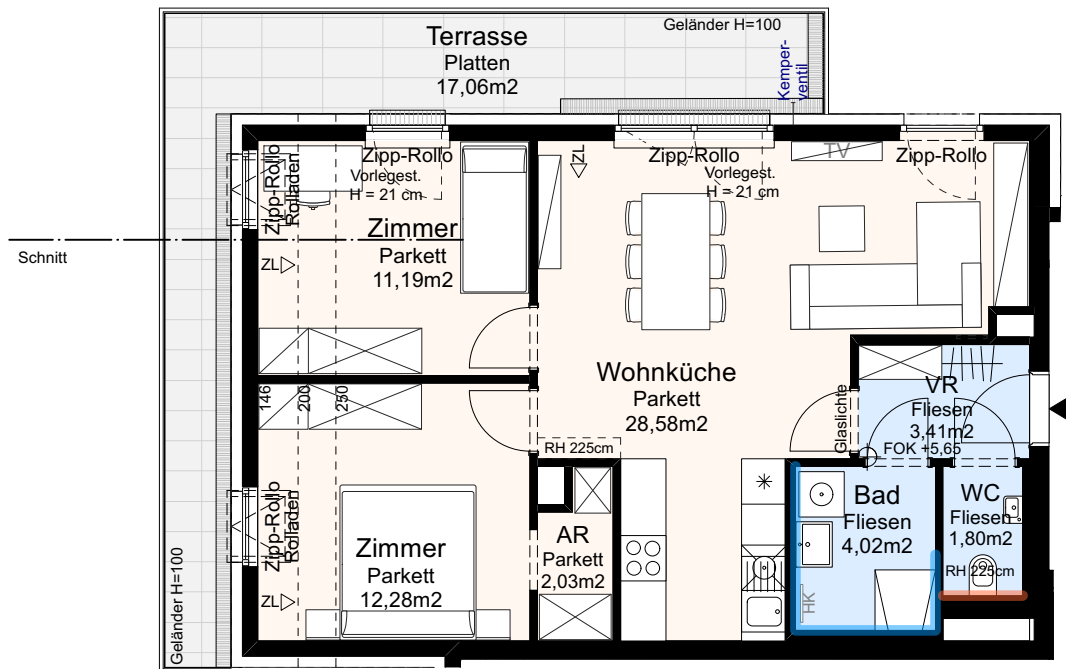 Terrasse
Platten
17,06m2
Geländer H=100
Kemper-
ventil
Zipp-Rollo
Rolladen
Zipp-Rollo
Vorlegest.
H = 21 cm
ZL
Zipp-Rollo
Vorlegest.
H = 21 cm
TV
Zipp-Rollo
Schnitt
Zimmer
Parkett
11,19m2
ZL
146
200
250
Wohnküche
Parkett
28,58m2
Glaslichte
VR
Fliesen
3,41m2
FOK +5,65
RH 225cm
Zipp-Rollo
Rolladen
Zimmer
Parkett
12,28m2
ZL
AR
Parkett
2,03m2
Bad
Fliesen
4,02m2
HK
WC
Fliesen
1,80m2
RH 225cm
Geländer H=100